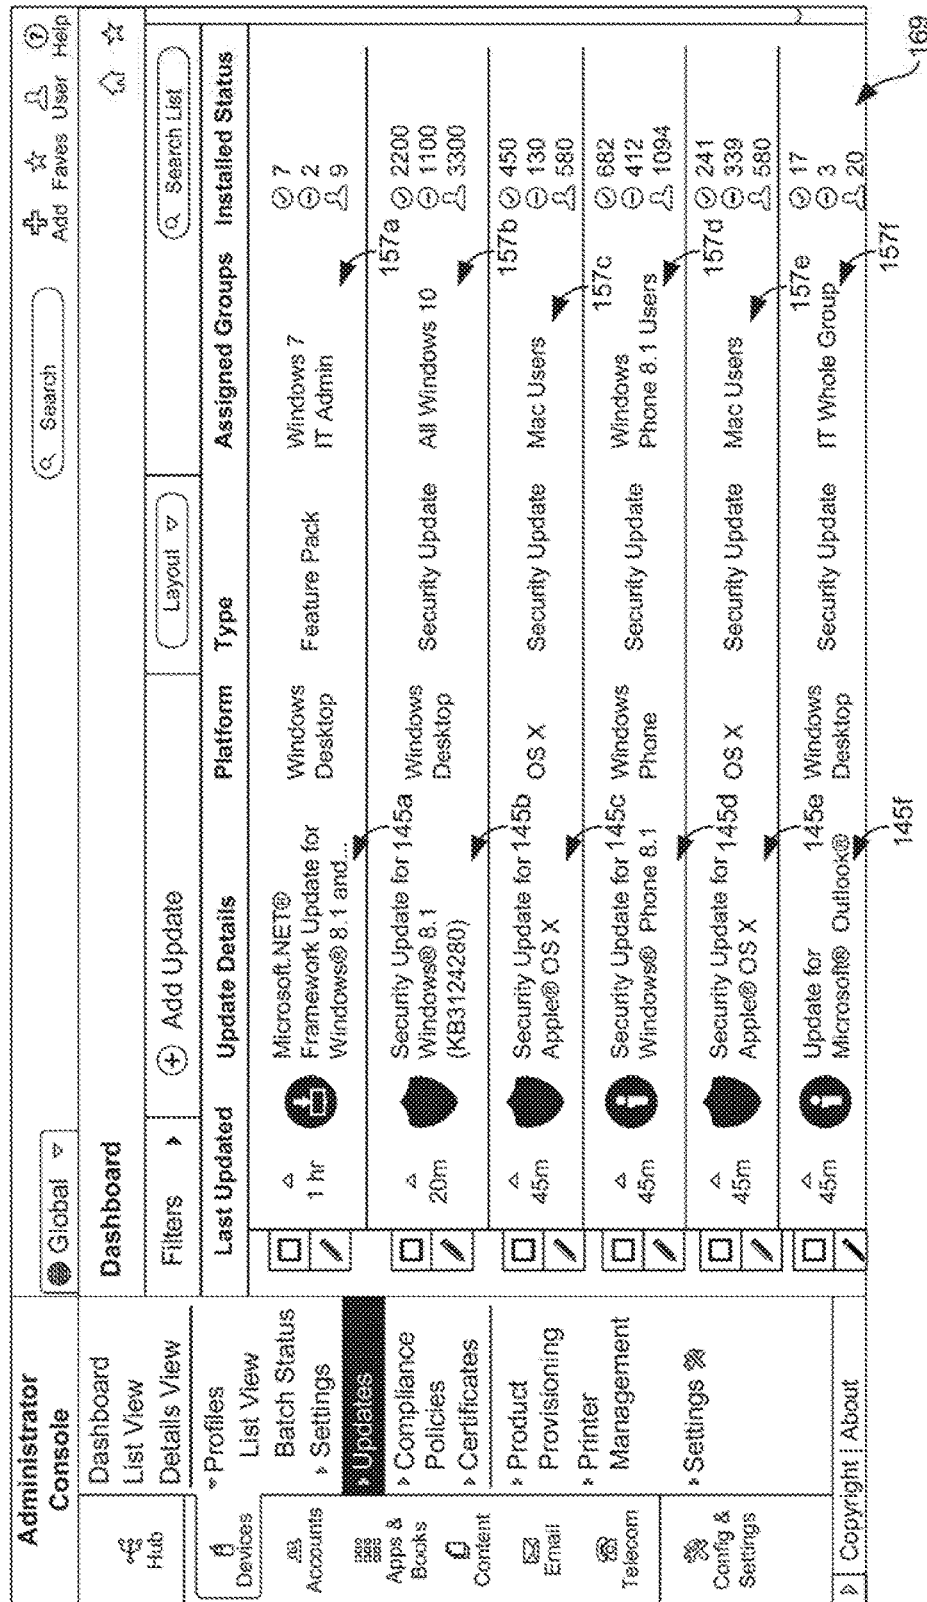 Administrator
Console
Global
Search
Add
Faves
User
Help
Hub
Devices
Accounts
Apps &
Books
Content
Email
Telecom
Config &
Settings
Dashboard
List View
Details View
Profiles
List View
Batch Status
Settings
Updates
Compliance
Policies
Certificates
Product
Provisioning
Printer
Management
Settings
Copyright | About
Dashboard
Filters
Add Update
Layout
Search List
Last Updated Update Details Platform Type Assigned Groups Installed Status
1 hr
Microsoft.NET®
Framework Update for
Windows® 8.1 and...
Windows
Desktop
Feature Pack
Windows 7
IT Admin
7
2
9
145a
157a
20m
Security Update for
Windows® 8.1
(KB3124280)
Windows
Desktop
Security Update
All Windows 10
2200
1100
3300
145b
157b
45m
Security Update for
Apple® OS X
OS X
Security Update
Mac Users
450
130
580
145c
157c
45m
Security Update for
Windows® Phone 8.1
Windows
Phone
Security Update
Windows
Phone 8.1 Users
682
412
1094
145d
157d
45m
Security Update for
Apple® OS X
OS X
Security Update
Mac Users
241
339
580
145e
157e
45m
Update for
Microsoft® Outlook®
Windows
Desktop
Security Update
IT Whole Group
17
3
20
145f
157f
169